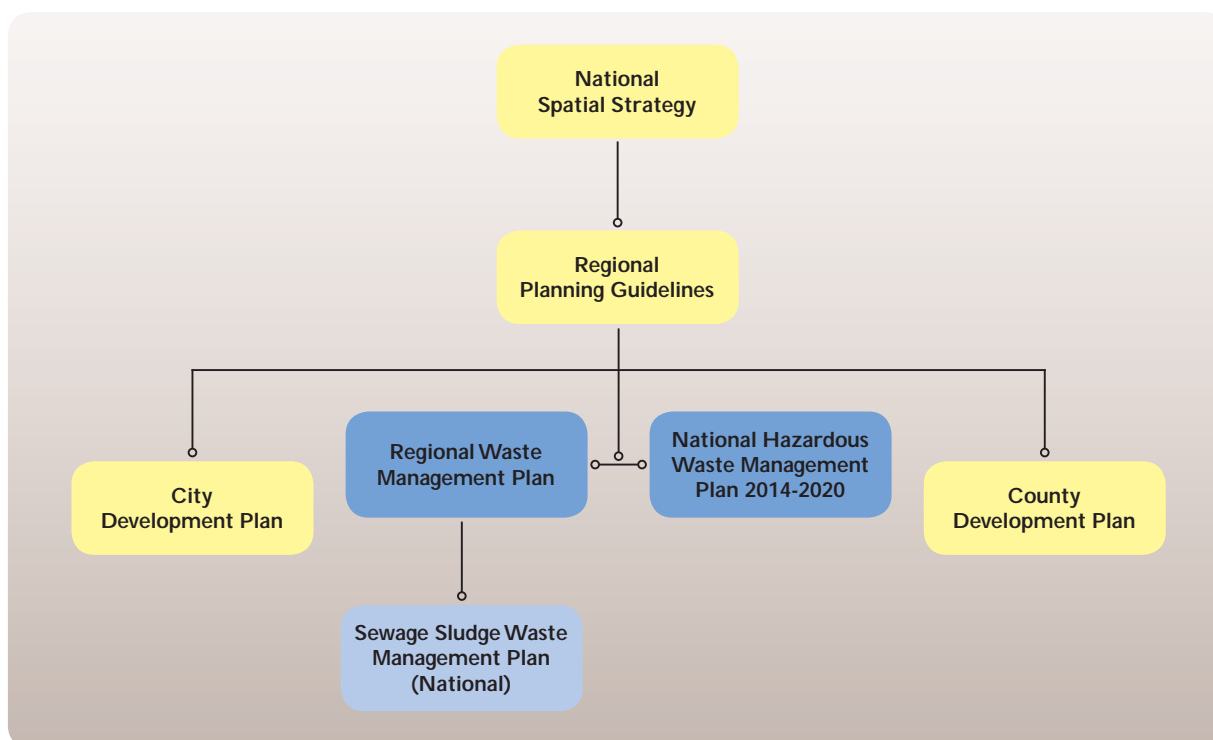 National
Spatial Strategy
Regional
Planning Guidelines
Regional Waste
Management Plan
National Hazardous
Waste Management
Plan 2014-2020
City
Development Plan
County
Development Plan
Sewage Sludge Waste
Management Plan
(National)